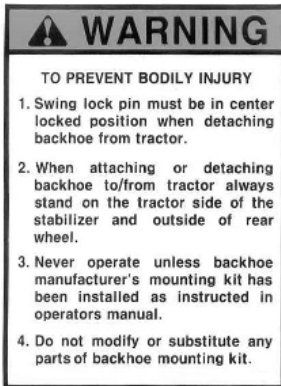 WARNING
TO PREVENT BODILY INJURY
1. Swing lock pin must be in center
locked position when detaching
backhoe from tractor.
2. When attaching or detaching
backhoe to/from tractor always
stand on the tractor side of the
stabilizer and outside of rear
wheel.
3. Never operate unless backhoe
manufacturer's mounting kit has
been installed as instructed in
operators manual.
4. Do not modify or substitute any
parts of backhoe mounting kit.